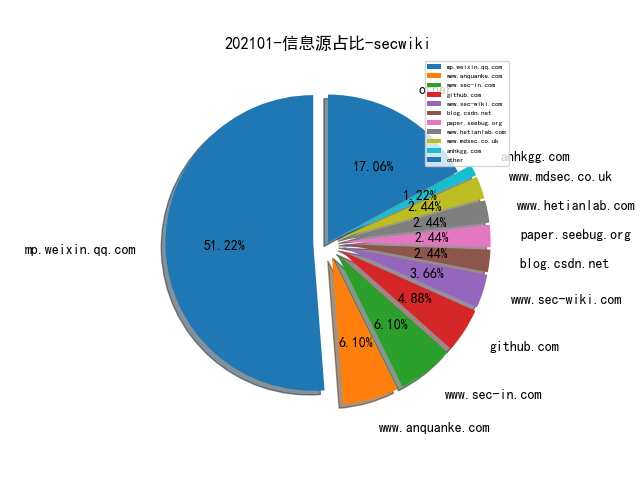 202101-信息源占比-secwiki
mp.weixin.qq.com
www.anquanke.com
www.sec-in.com
github.com
www.sec-wiki.com
blog.csdn.net
paper.seebug.org
www.hetianlab.com
www.mdsec.co.uk
anhkgg.com
other
17.06%
anhkgg.com
1.22%
www.mdsec.co.uk
2.44%
www.hetianlab.com
2.44%
paper.seebug.org
2.44%
blog.csdn.net
2.44%
www.sec-wiki.com
3.66%
github.com
4.88%
www.sec-in.com
6.10%
www.anquanke.com
6.10%
mp.weixin.qq.com
51.22%